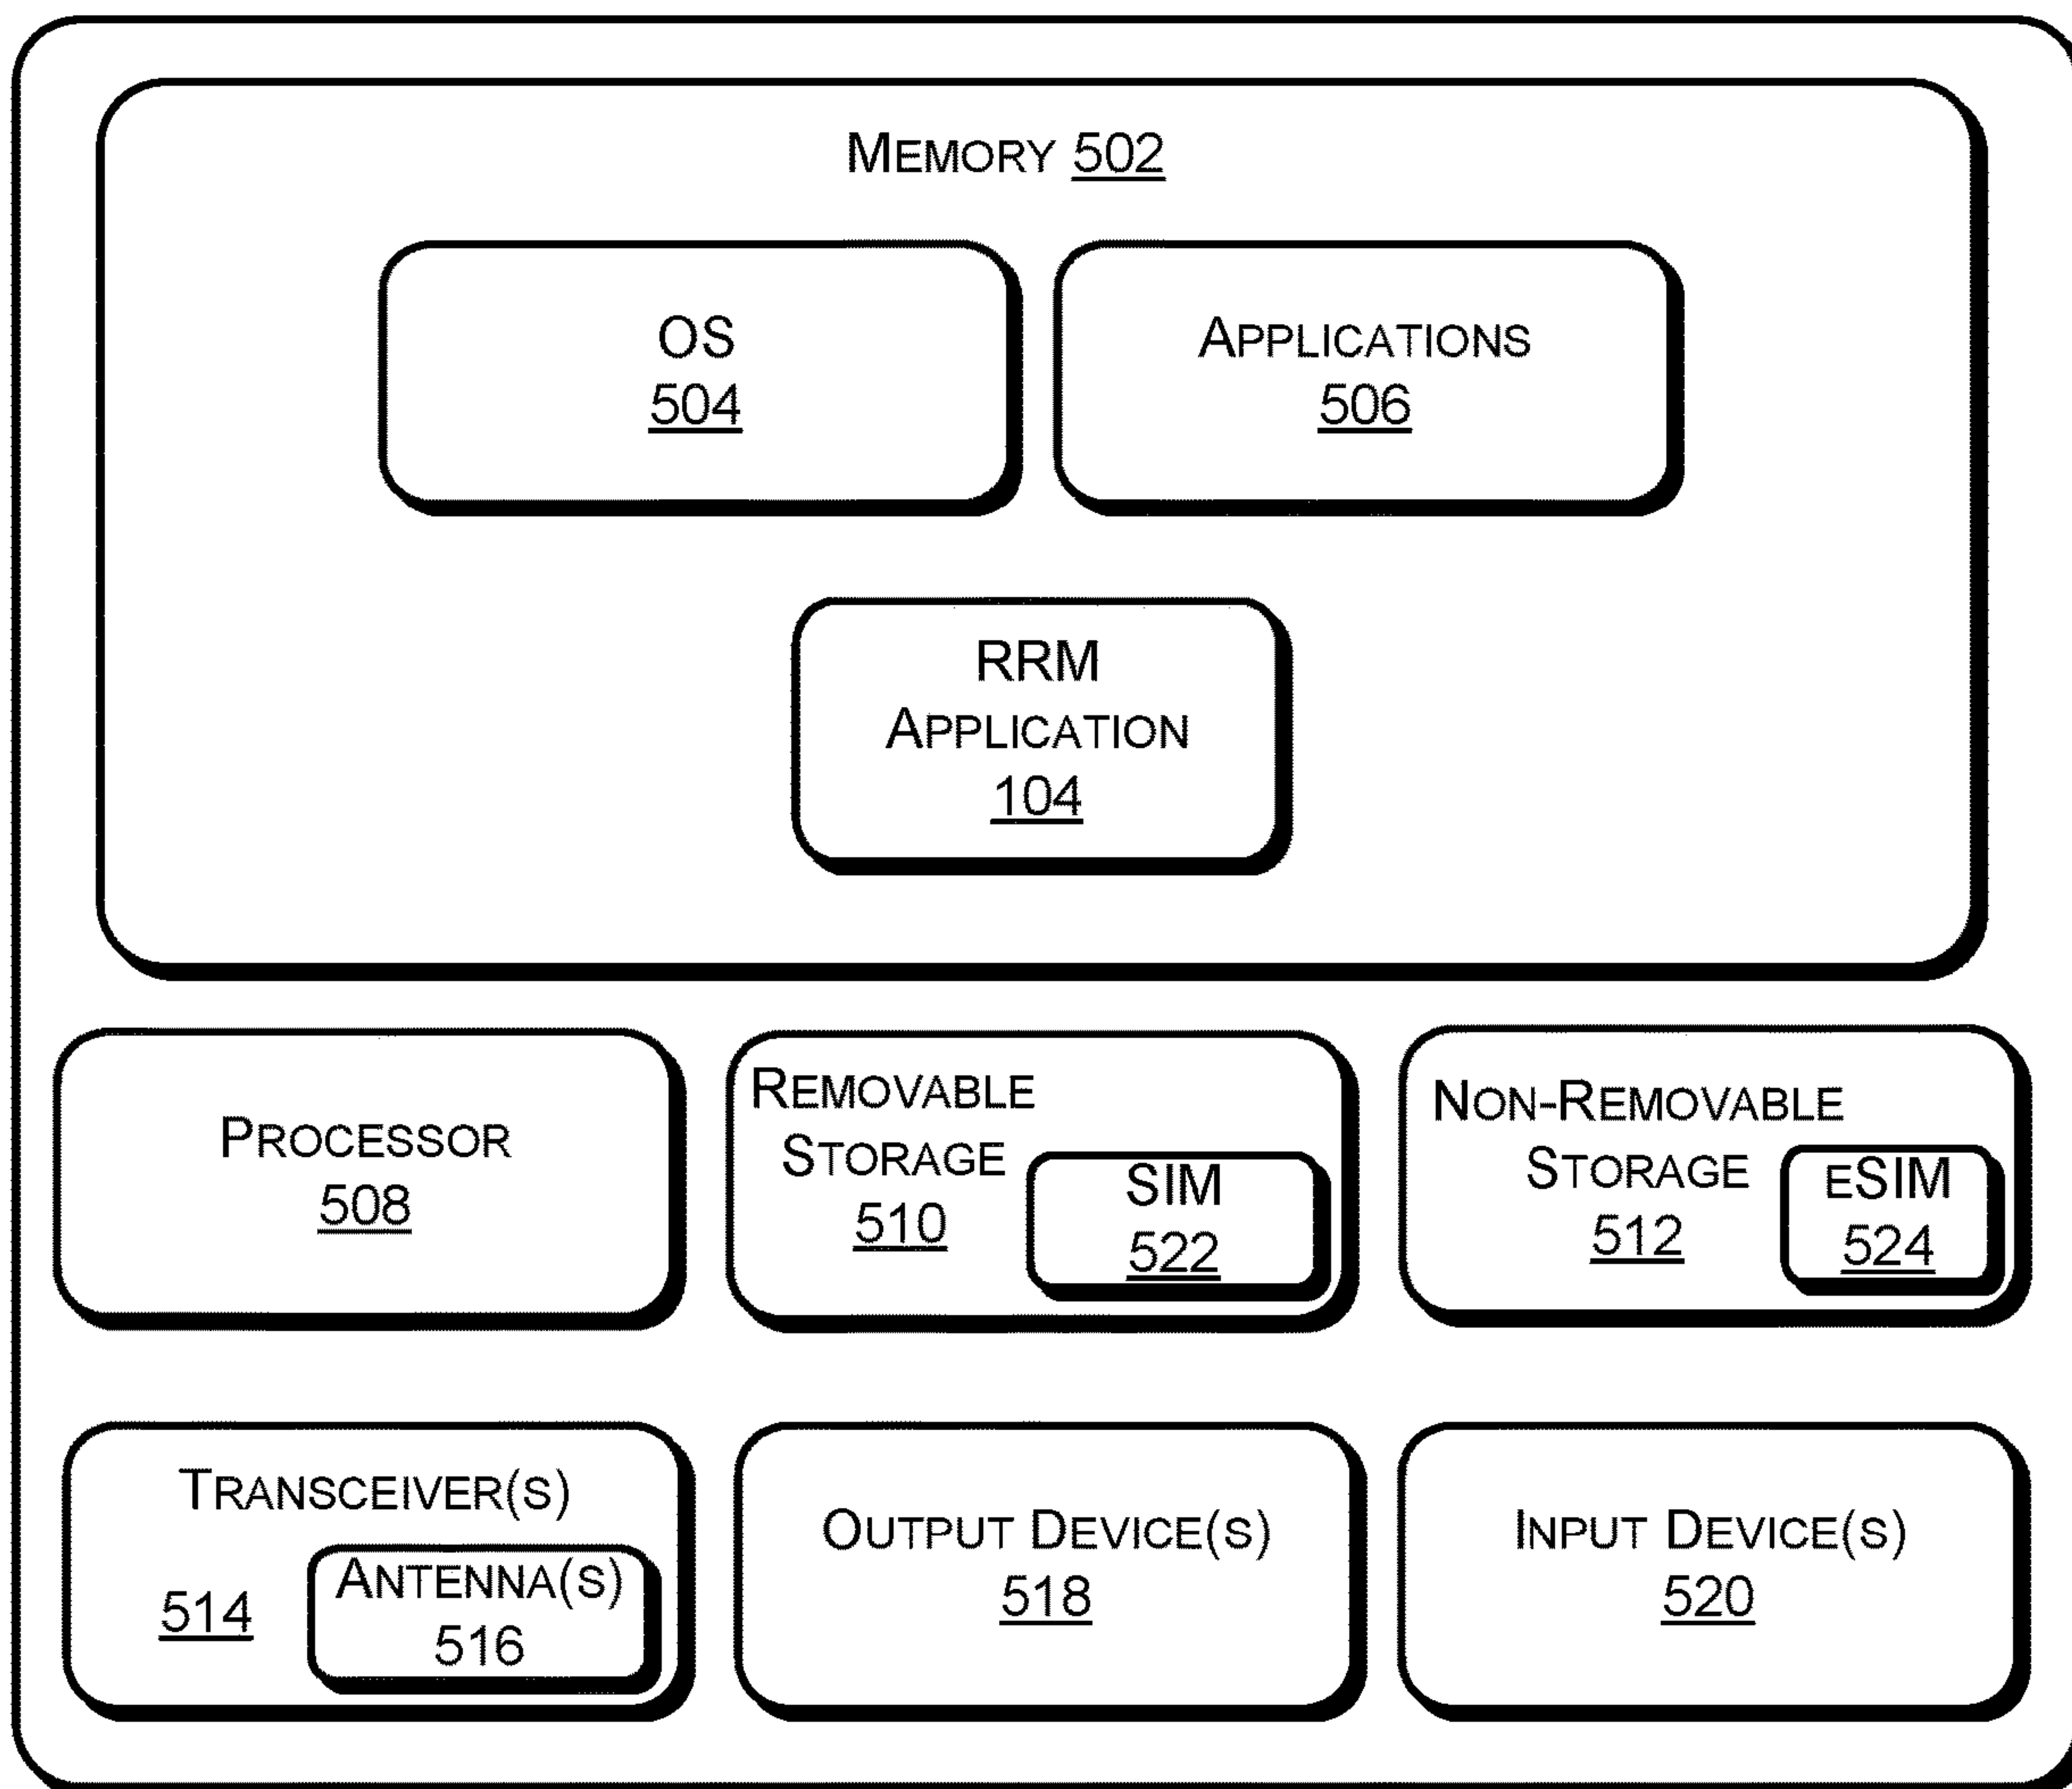 MEMORY 502
OS
504
APPLICATIONS
506
RRM
APPLICATION
104
PROCESSOR
508
REMOVABLE
STORAGE
510
SIM
522
NON-REMOVABLE
STORAGE
512
ESIM
524
TRANSCEIVER(S)
514
ANTENNA(S)
516
OUTPUT DEVICE(S)
518
INPUT DEVICE(S)
520